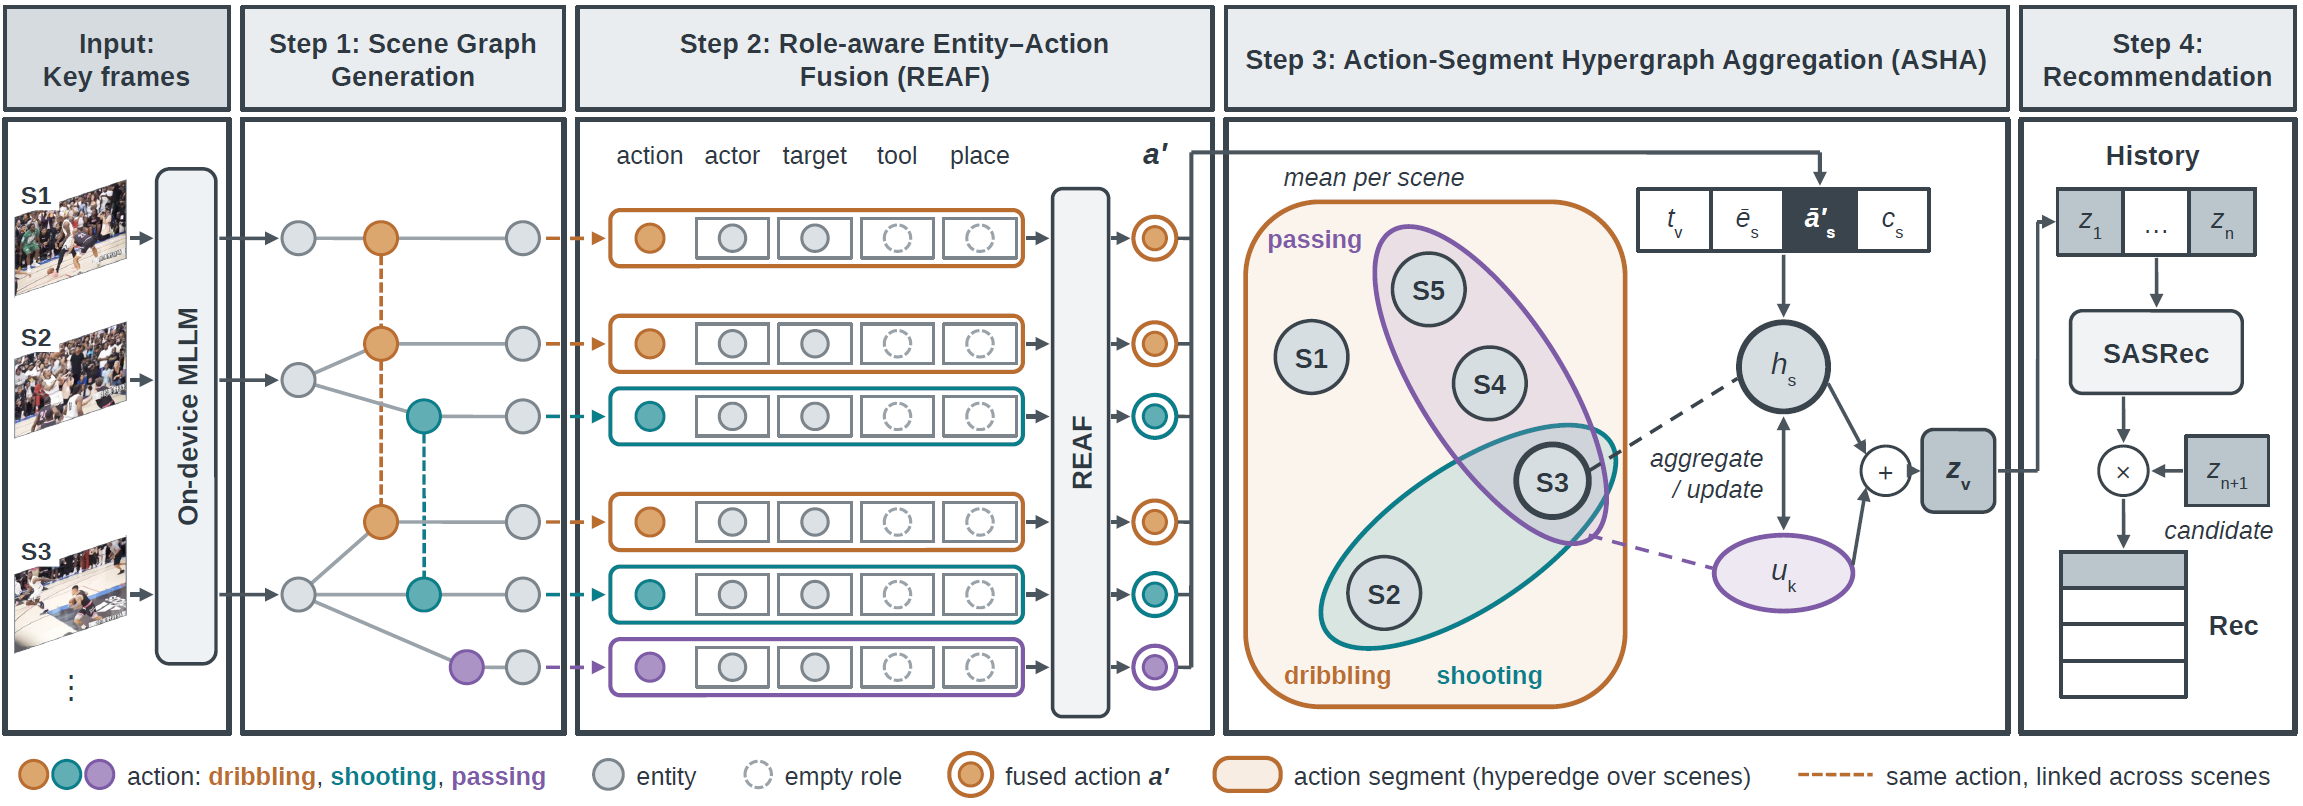 Input:
Key frames
Step 1: Scene Graph
Generation
Step 2: Role-aware Entity–Action
Fusion (REAF)
Step 3: Action-Segment Hypergraph Aggregation (ASHA)
Step 4:
Recommendation
S1
S2
S3
⋮
On-device MLLM
action actor target tool place a′
REAF
mean per scene
passing
S5
S1
S4
S3
S2
dribbling shooting
t_v ē_s ā′_s c_s
h_s
aggregate
/ update
u_k
+
z_v
History
z_1 ... z_n
SASRec
×
z_{n+1}
candidate
Rec
action: dribbling, shooting, passing entity empty role fused action a′ action segment (hyperedge over scenes) same action, linked across scenes